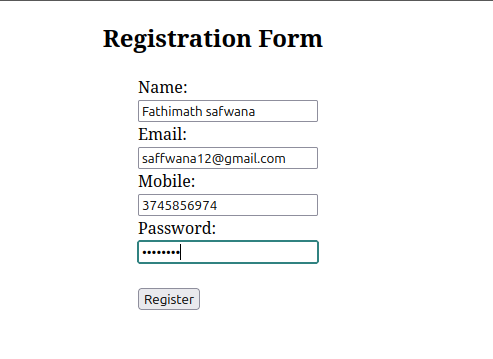 Registration Form
Name:
Fathimath safwana
Email:
saffwana12@gmail.com
Mobile:
3745856974
Password:
••••••••
Register